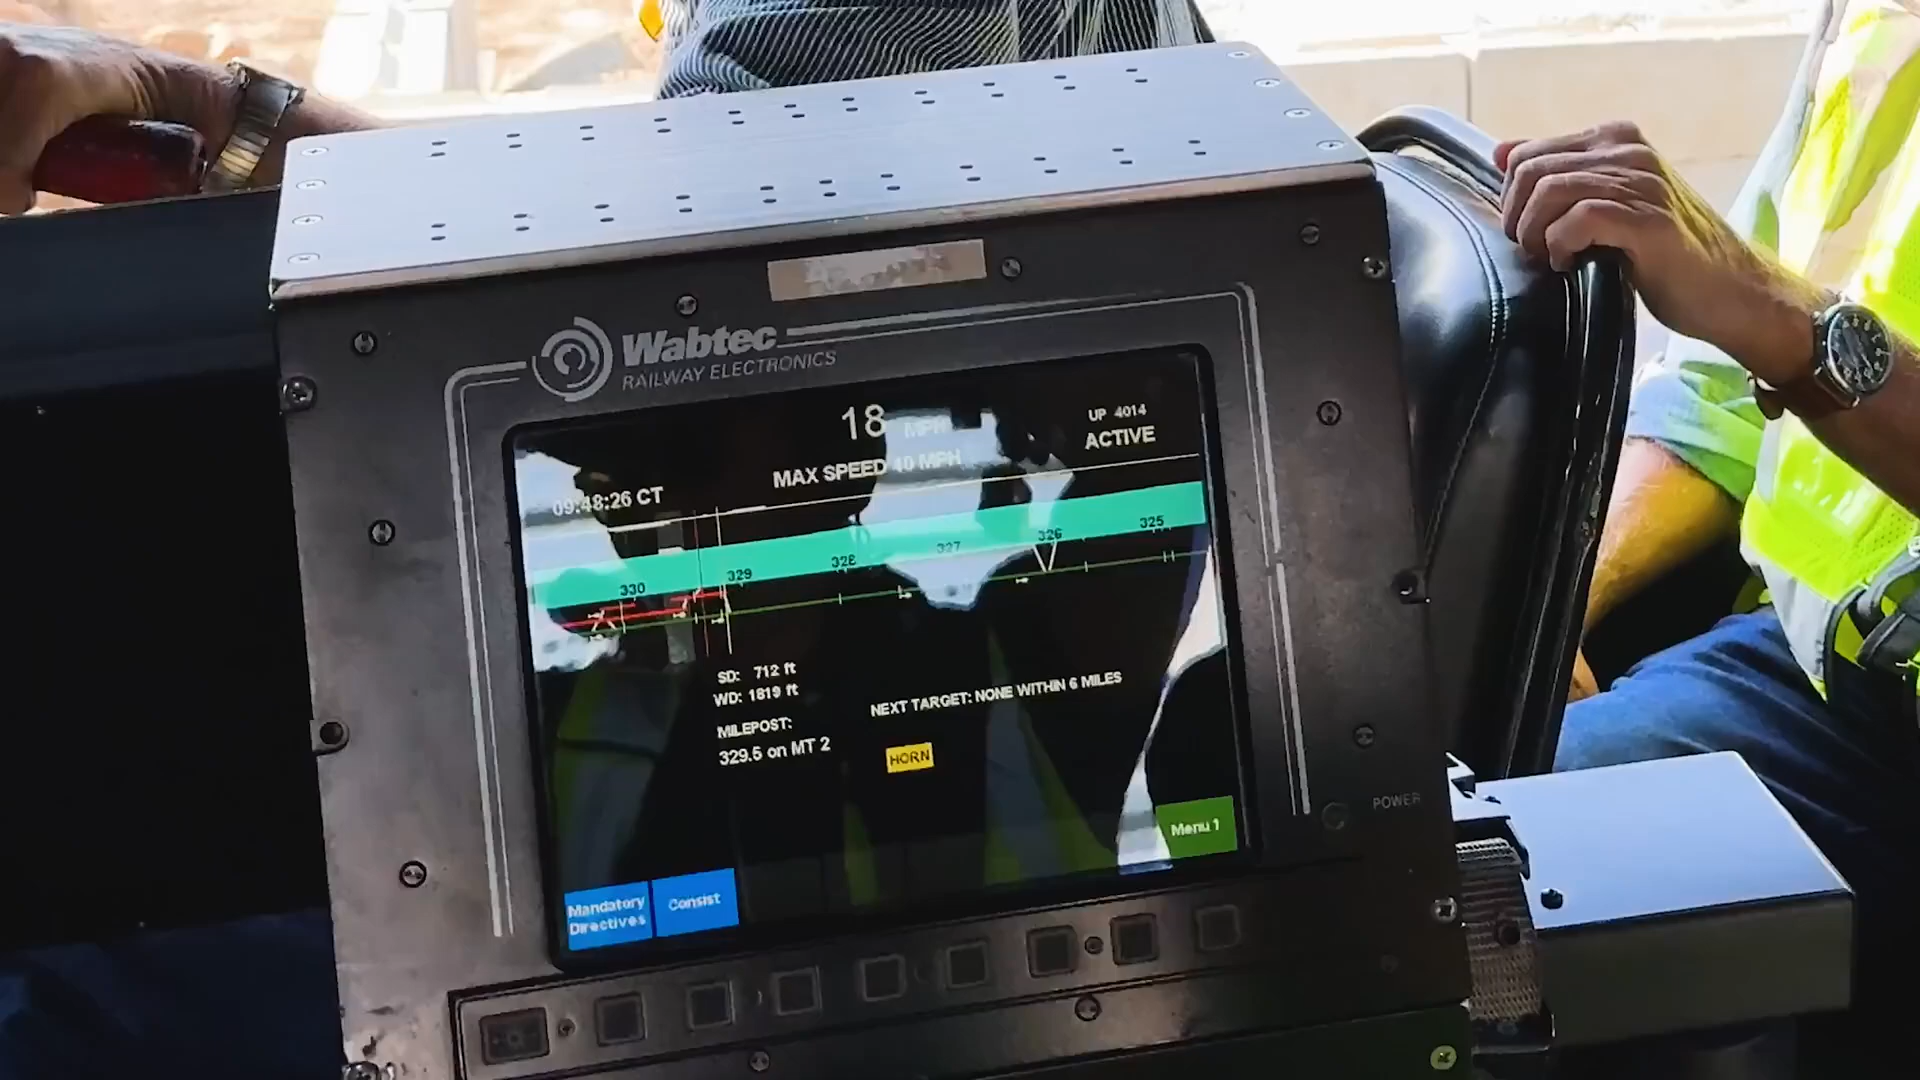 Wabtec
RAILWAY ELECTRONICS
18 MPH
UP 4014
ACTIVE
MAX SPEED 40 MPH
09:48:26 CT
330 329 328 327 326 325
SD: 712 ft
WD: 1819 ft
MILEPOST:
329.5 on MT 2
NEXT TARGET: NONE WITHIN 6 MILES
HORN
POWER
Menu 1
Mandatory
Directives
Consist